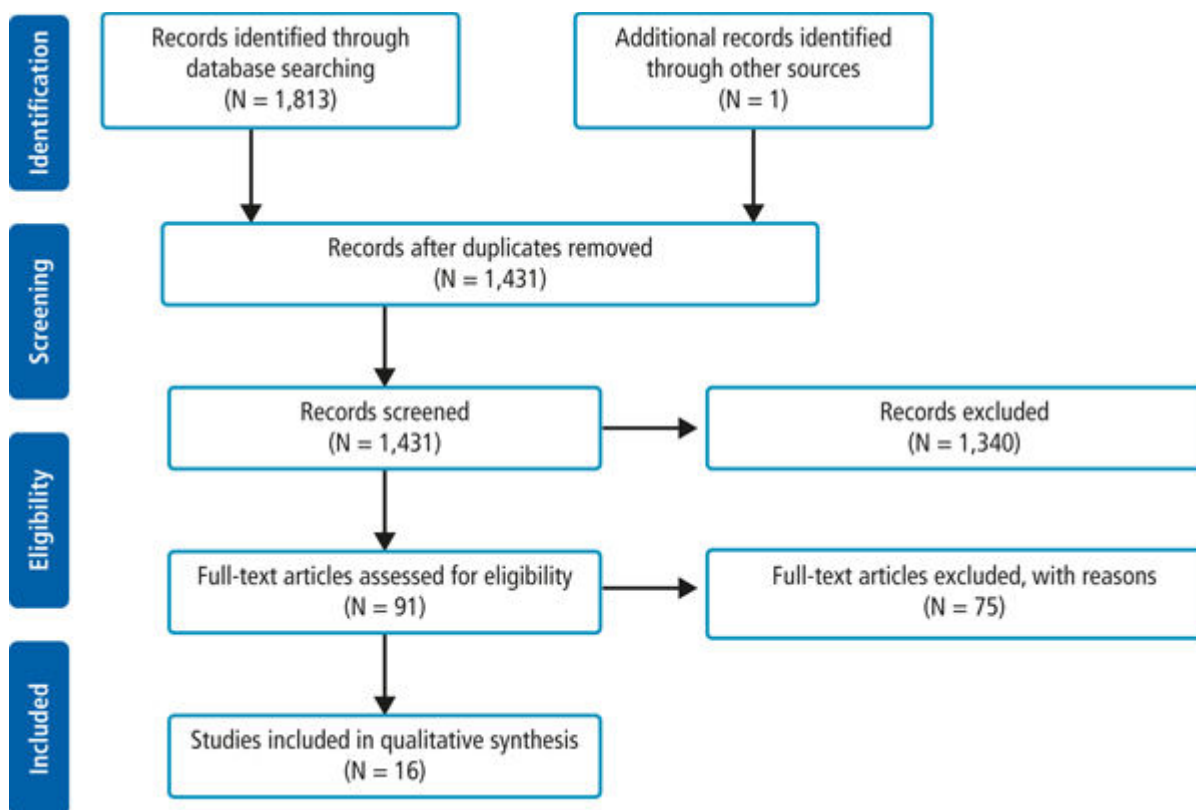 Identification
Records identified through
database searching
(N = 1,813)
Additional records identified
through other sources
(N = 1)
Screening
Records after duplicates removed
(N = 1,431)
Records screened
(N = 1,431)
Records excluded
(N = 1,340)
Eligibility
Full-text articles assessed for eligibility
(N = 91)
Full-text articles excluded, with reasons
(N = 75)
Included
Studies included in qualitative synthesis
(N = 16)